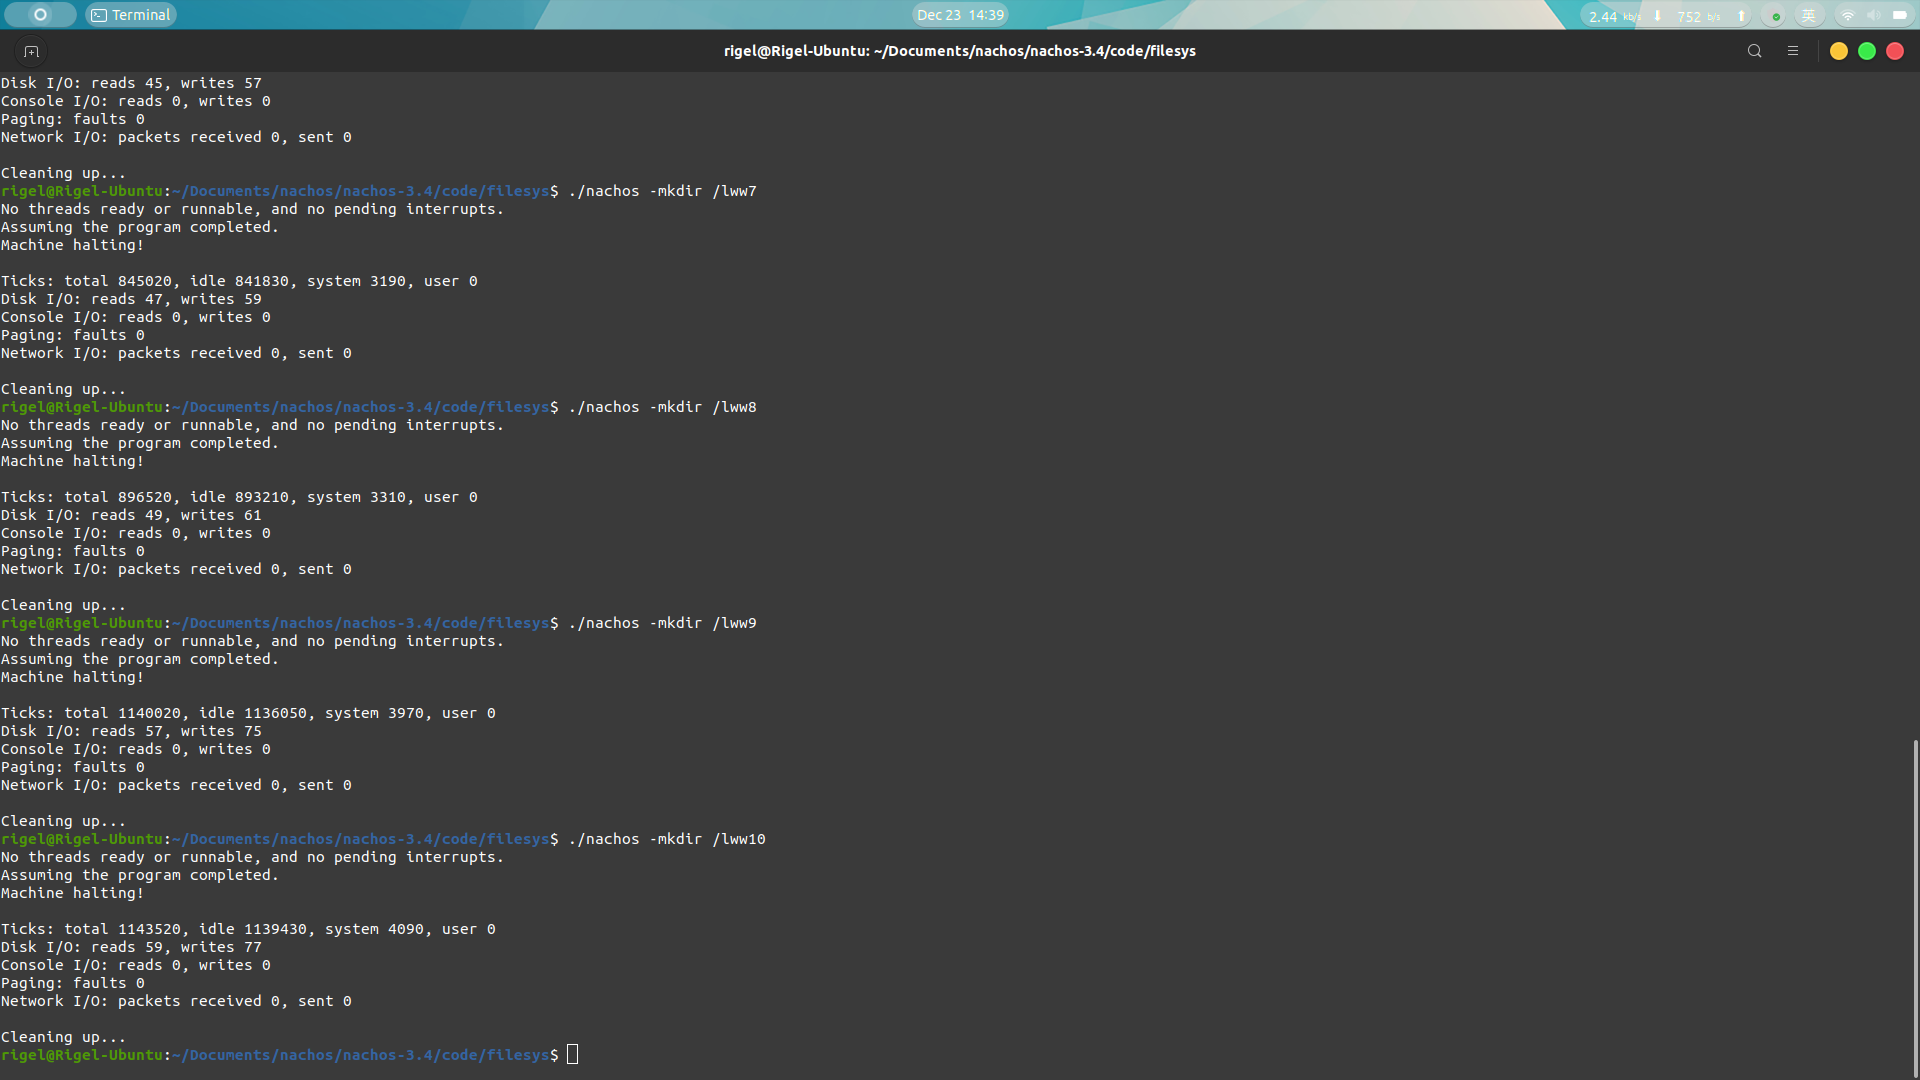 Terminal
Dec 23 14:39
2.44 kb/s 752 b/s 英
rigel@Rigel-Ubuntu: ~/Documents/nachos/nachos-3.4/code/filesys
Disk I/O: reads 45, writes 57
Console I/O: reads 0, writes 0
Paging: faults 0
Network I/O: packets received 0, sent 0
Cleaning up...
rigel@Rigel-Ubuntu:~/Documents/nachos/nachos-3.4/code/filesys$ ./nachos -mkdir /lww7
No threads ready or runnable, and no pending interrupts.
Assuming the program completed.
Machine halting!
Ticks: total 845020, idle 841830, system 3190, user 0
Disk I/O: reads 47, writes 59
Console I/O: reads 0, writes 0
Paging: faults 0
Network I/O: packets received 0, sent 0
Cleaning up...
rigel@Rigel-Ubuntu:~/Documents/nachos/nachos-3.4/code/filesys$ ./nachos -mkdir /lww8
No threads ready or runnable, and no pending interrupts.
Assuming the program completed.
Machine halting!
Ticks: total 896520, idle 893210, system 3310, user 0
Disk I/O: reads 49, writes 61
Console I/O: reads 0, writes 0
Paging: faults 0
Network I/O: packets received 0, sent 0
Cleaning up...
rigel@Rigel-Ubuntu:~/Documents/nachos/nachos-3.4/code/filesys$ ./nachos -mkdir /lww9
No threads ready or runnable, and no pending interrupts.
Assuming the program completed.
Machine halting!
Ticks: total 1140020, idle 1136050, system 3970, user 0
Disk I/O: reads 57, writes 75
Console I/O: reads 0, writes 0
Paging: faults 0
Network I/O: packets received 0, sent 0
Cleaning up...
rigel@Rigel-Ubuntu:~/Documents/nachos/nachos-3.4/code/filesys$ ./nachos -mkdir /lww10
No threads ready or runnable, and no pending interrupts.
Assuming the program completed.
Machine halting!
Ticks: total 1143520, idle 1139430, system 4090, user 0
Disk I/O: reads 59, writes 77
Console I/O: reads 0, writes 0
Paging: faults 0
Network I/O: packets received 0, sent 0
Cleaning up...
rigel@Rigel-Ubuntu:~/Documents/nachos/nachos-3.4/code/filesys$